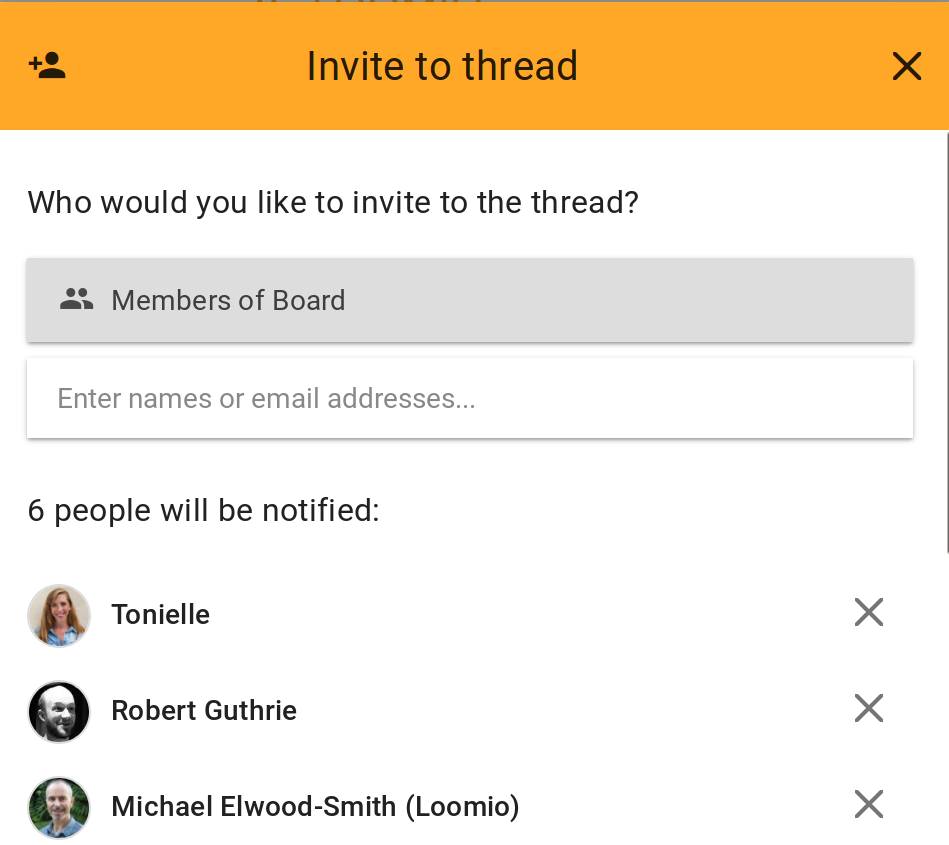 Invite to thread
Who would you like to invite to the thread?
Members of Board
Enter names or email addresses...
6 people will be notified:
Tonielle
Robert Guthrie
Michael Elwood-Smith (Loomio)